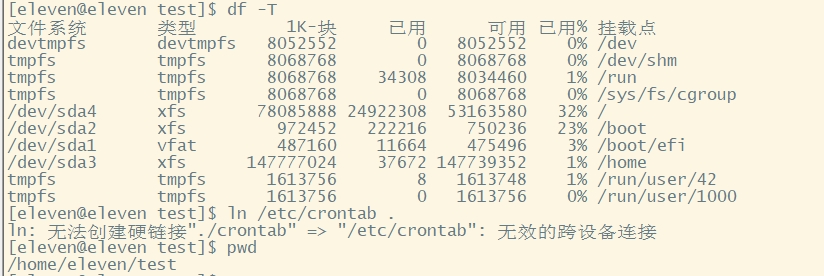 [eleven@eleven test]$ df -T
文件系统 类型 1K-块 已用 可用 已用% 挂载点
devtmpfs devtmpfs 8052552 0 8052552 0% /dev
tmpfs tmpfs 8068768 0 8068768 0% /dev/shm
tmpfs tmpfs 8068768 34308 8034460 1% /run
tmpfs tmpfs 8068768 0 8068768 0% /sys/fs/cgroup
/dev/sda4 xfs 78085888 24922308 53163580 32% /
/dev/sda2 xfs 972452 222216 750236 23% /boot
/dev/sda1 vfat 487160 11664 475496 3% /boot/efi
/dev/sda3 xfs 147777024 37672 147739352 1% /home
tmpfs tmpfs 1613756 8 1613748 1% /run/user/42
tmpfs tmpfs 1613756 0 1613756 0% /run/user/1000
[eleven@eleven test]$ ln /etc/crontab .
ln: 无法创建硬链接"./crontab" => "/etc/crontab": 无效的跨设备连接
[eleven@eleven test]$ pwd
/home/eleven/test